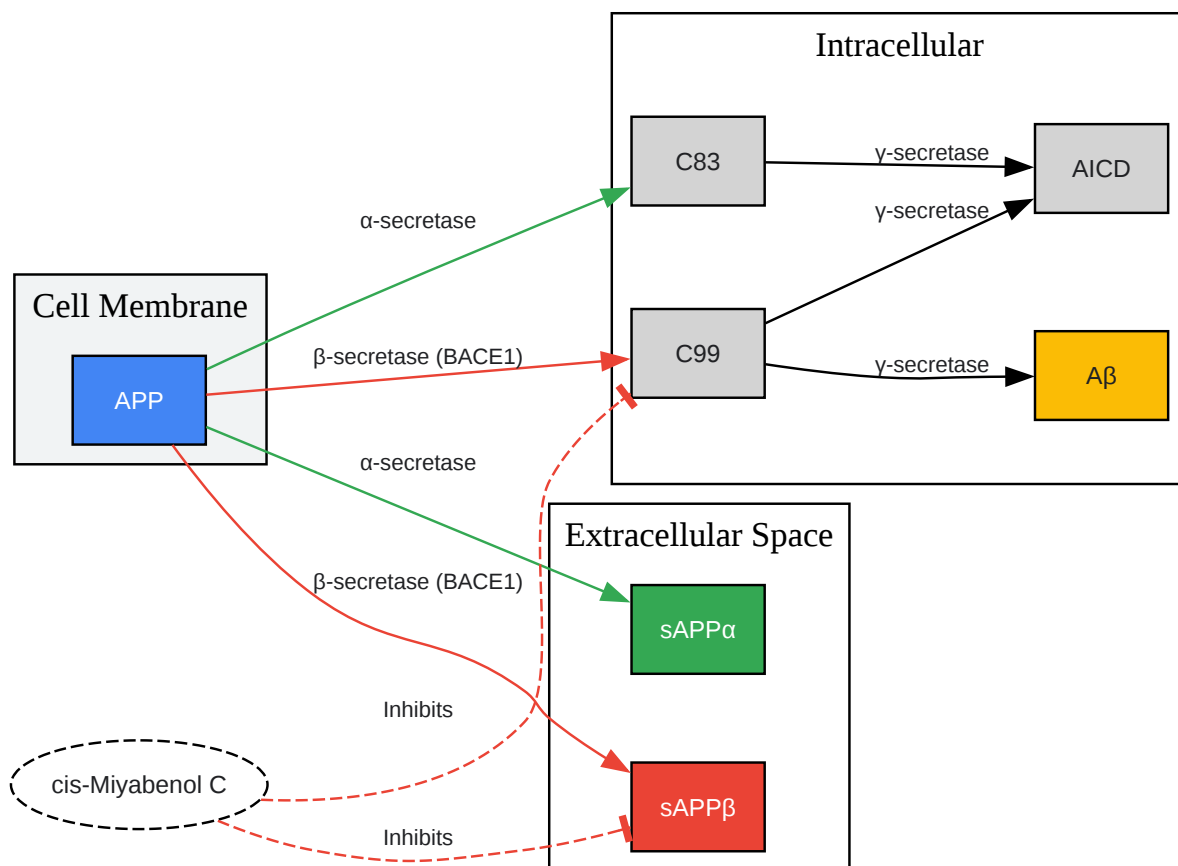 Intracellular
C83
γ-secretase
AICD
α-secretase
γ-secretase
Cell Membrane
APP
β-secretase (BACE1)
C99
γ-secretase
Aβ
α-secretase
Extracellular Space
β-secretase (BACE1)
sAPPα
Inhibits
cis-Miyabenol C
sAPPβ
Inhibits